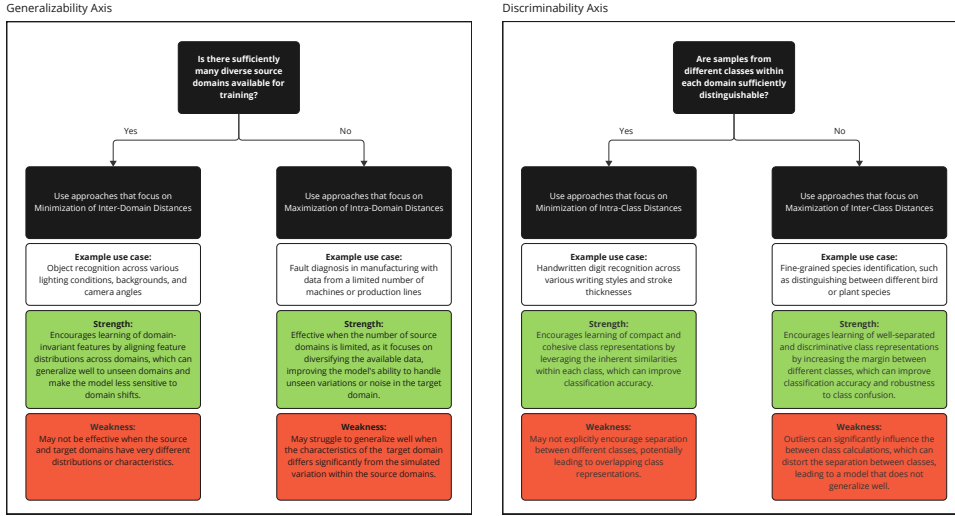 Generalizability Axis
Is there sufficiently
many diverse source
domains available for
training?
Yes
No
Use approaches that focus on
Minimization of Inter-Domain Distances
Example use case:
Object recognition across various
lighting conditions, backgrounds, and
camera angles
Strength:
Encourages learning of domain-
invariant features by aligning feature
distributions across domains, which can
generalize well to unseen domains and
make the model less sensitive to
domain shifts.
Weakness:
May not be effective when the source
and target domains have very different
distributions or characteristics.
Use approaches that focus on
Maximization of Intra-Domain Distances
Example use case:
Fault diagnosis in manufacturing with
data from a limited number of
machines or production lines
Strength:
Effective when the number of source
domains is limited, as it focuses on
diversifying the available data,
improving the model's ability to handle
unseen variations or noise in the target
domain.
Weakness:
May struggle to generalize well when
the characteristics of the target domain
differs significantly from the simulated
variation within the source domains.
Discriminability Axis
Are samples from
different classes within
each domain sufficiently
distinguishable?
Yes
No
Use approaches that focus on
Minimization of Intra-Class Distances
Example use case:
Handwritten digit recognition across
various writing styles and stroke
thicknesses
Strength:
Encourages learning of compact and
cohesive class representations by
leveraging the inherent similarities
within each class, which can improve
classification accuracy.
Weakness:
May not explicitly encourage separation
between different classes, potentially
leading to overlapping class
representations.
Use approaches that focus on
Maximization of Inter-Class Distances
Example use case:
Fine-grained species identification, such
as distinguishing between different bird
or plant species
Strength:
Encourages learning of well-separated
and discriminative class representations
by increasing the margin between
different classes, which can improve
classification accuracy and robustness
to class confusion.
Weakness:
Outliers can significantly influence the
between class calculations, which can
distort the separation between classes,
leading to a model that does not
generalize well.